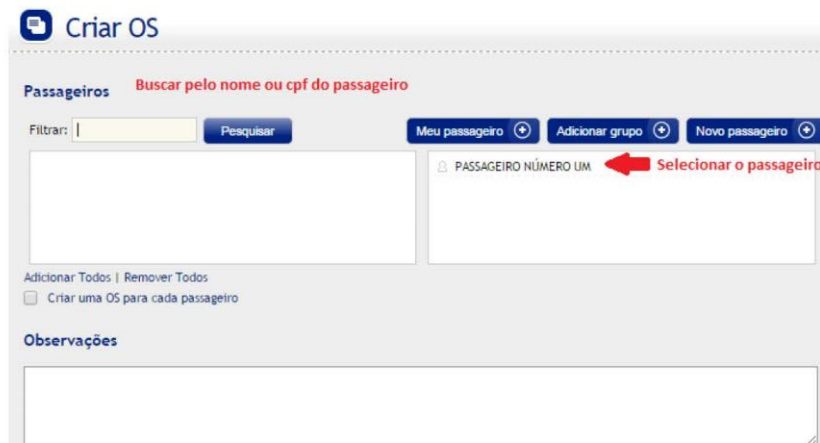 Criar OS
Passageiros Buscar pelo nome ou cpf do passageiro
Filtrar: Pesquisar Meu passageiro Adicionar grupo Novo passageiro
PASSAGEIRO NÚMERO UM Selecionar o passageiro
Adicionar Todos | Remover Todos
Criar uma OS para cada passageiro
Observações